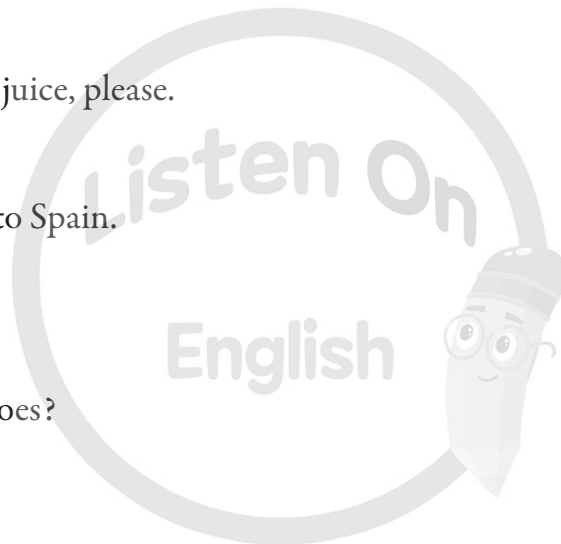 juice, please.
Listen On
to Spain.
English
oes?